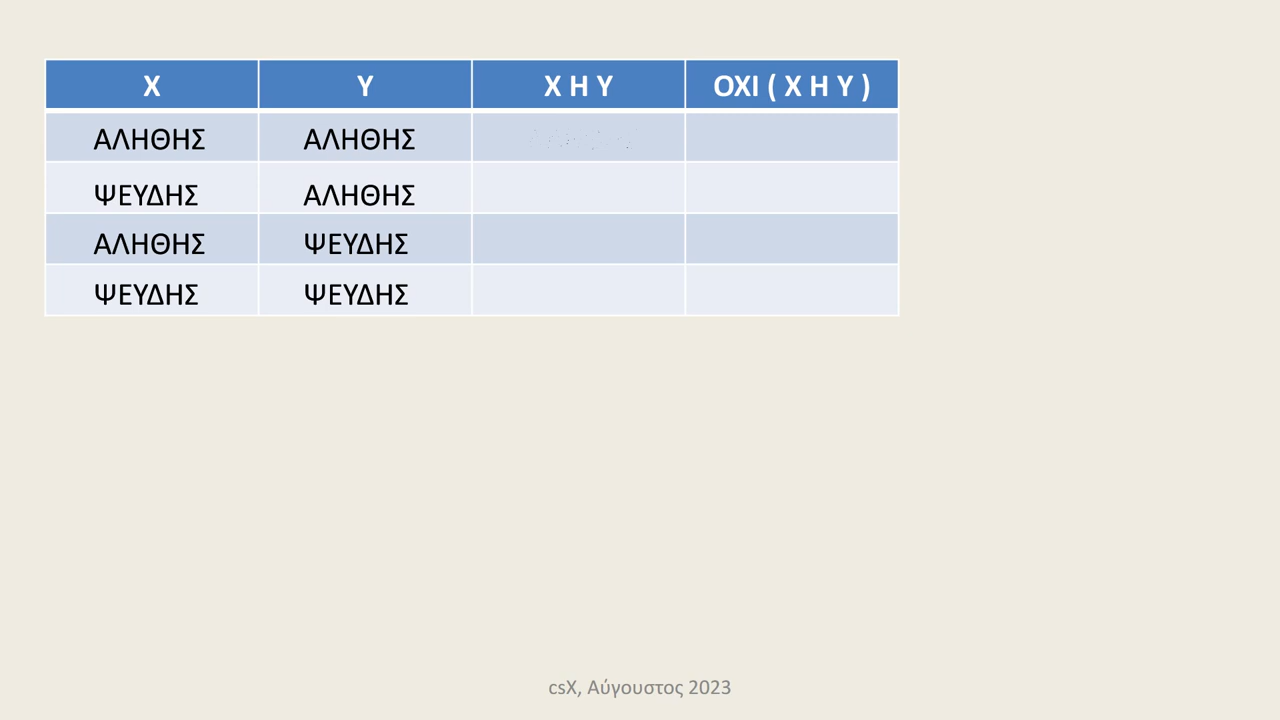 Χ Υ Χ Η Υ ΟΧΙ ( Χ Η Υ )
ΑΛΗΘΗΣ ΑΛΗΘΗΣ
ΨΕΥΔΗΣ ΑΛΗΘΗΣ
ΑΛΗΘΗΣ ΨΕΥΔΗΣ
ΨΕΥΔΗΣ ΨΕΥΔΗΣ
csX, Αύγουστος 2023